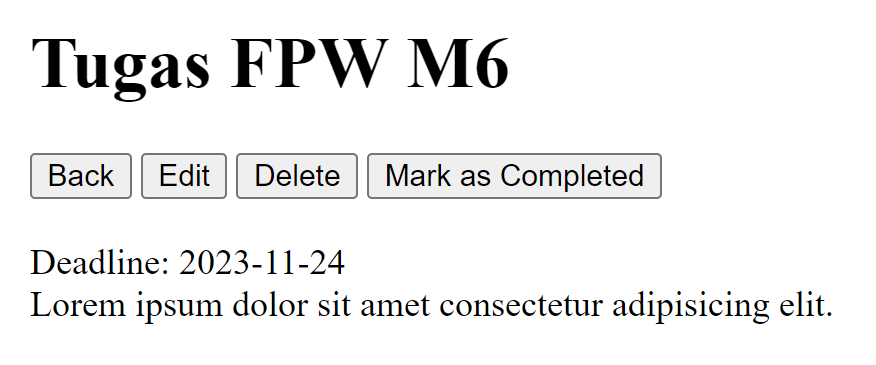 Tugas FPW M6
Back Edit Delete Mark as Completed
Deadline: 2023-11-24
Lorem ipsum dolor sit amet consectetur adipisicing elit.